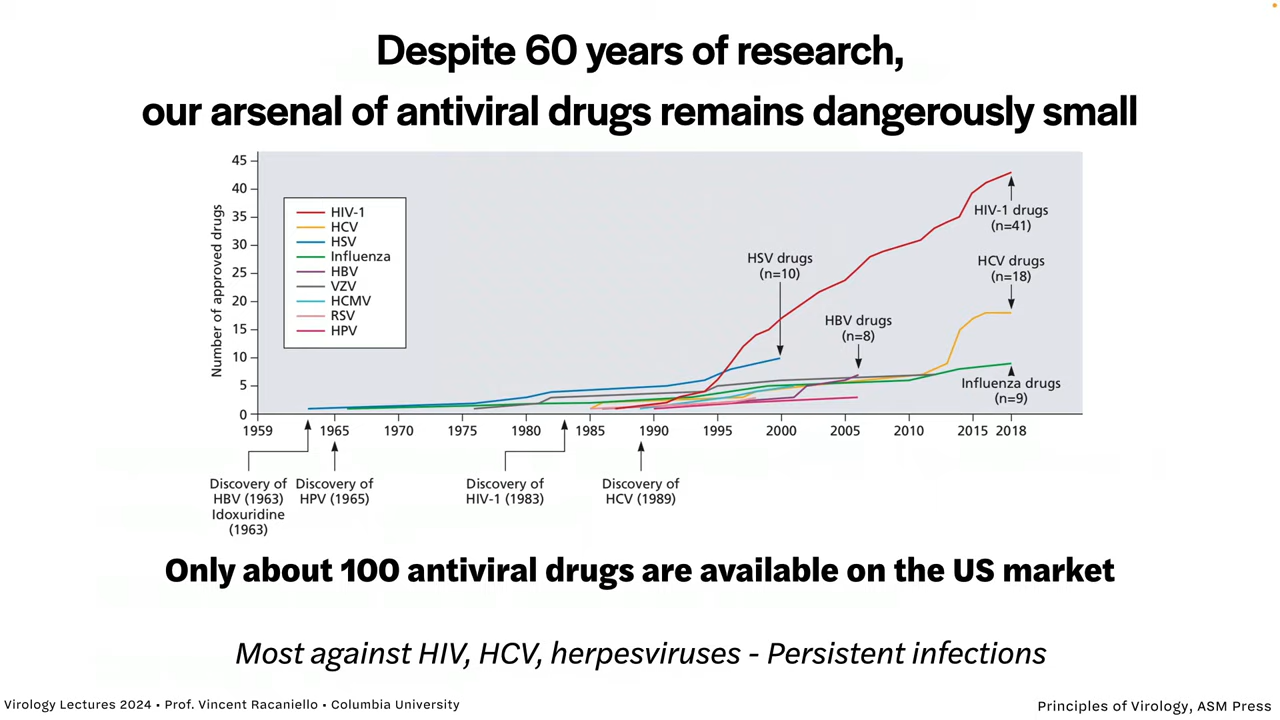 Despite 60 years of research,
our arsenal of antiviral drugs remains dangerously small
Number of approved drugs
45
40
35
30
25
20
15
10
5
0
HIV-1
HCV
HSV
Influenza
HBV
VZV
HCMV
RSV
HPV
HSV drugs
(n=10)
HBV drugs
(n=8)
HIV-1 drugs
(n=41)
HCV drugs
(n=18)
Influenza drugs
(n=9)
1959 1965 1970 1975 1980 1985 1990 1995 2000 2005 2010 2015 2018
Discovery of
HBV (1963)
Idoxuridine
(1963)
Discovery of
HPV (1965)
Discovery of
HIV-1 (1983)
Discovery of
HCV (1989)
Only about 100 antiviral drugs are available on the US market
Most against HIV, HCV, herpesviruses - Persistent infections
Virology Lectures 2024 • Prof. Vincent Racaniello • Columbia University
Principles of Virology, ASM Press